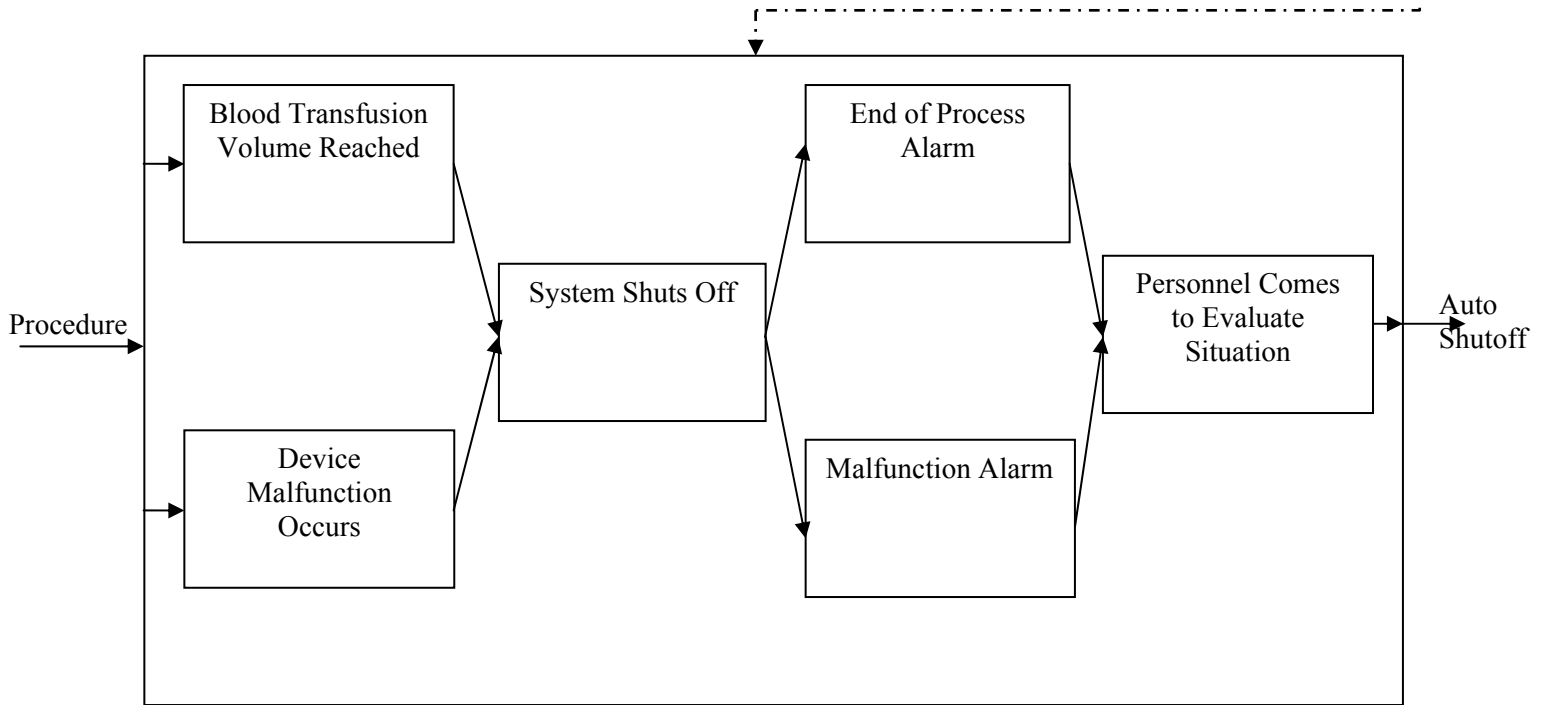 Blood Transfusion
Volume Reached
End of Process
Alarm
System Shuts Off
Personnel Comes
to Evaluate
Situation
Procedure
Auto
Shutoff
Device
Malfunction
Occurs
Malfunction Alarm